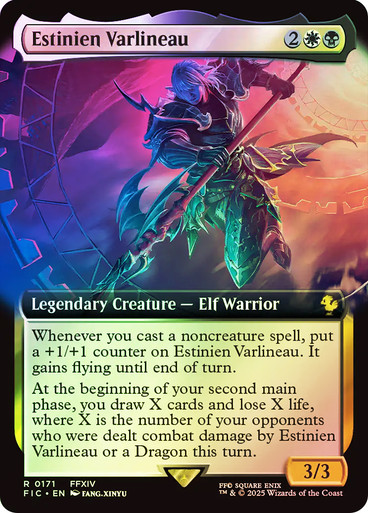 Estinien Varlineau 2
Legendary Creature — Elf Warrior
Whenever you cast a noncreature spell, put
a +1/+1 counter on Estinien Varlineau. It
gains flying until end of turn.
At the beginning of your second main
phase, you draw X cards and lose X life,
where X is the number of your opponents
who were dealt combat damage by Estinien
Varlineau or a Dragon this turn.
3/3
R 0171 FFXIV
FIC • EN FANG.XINYU
FF© SQUARE ENIX
™ & © 2025 Wizards of the Coast